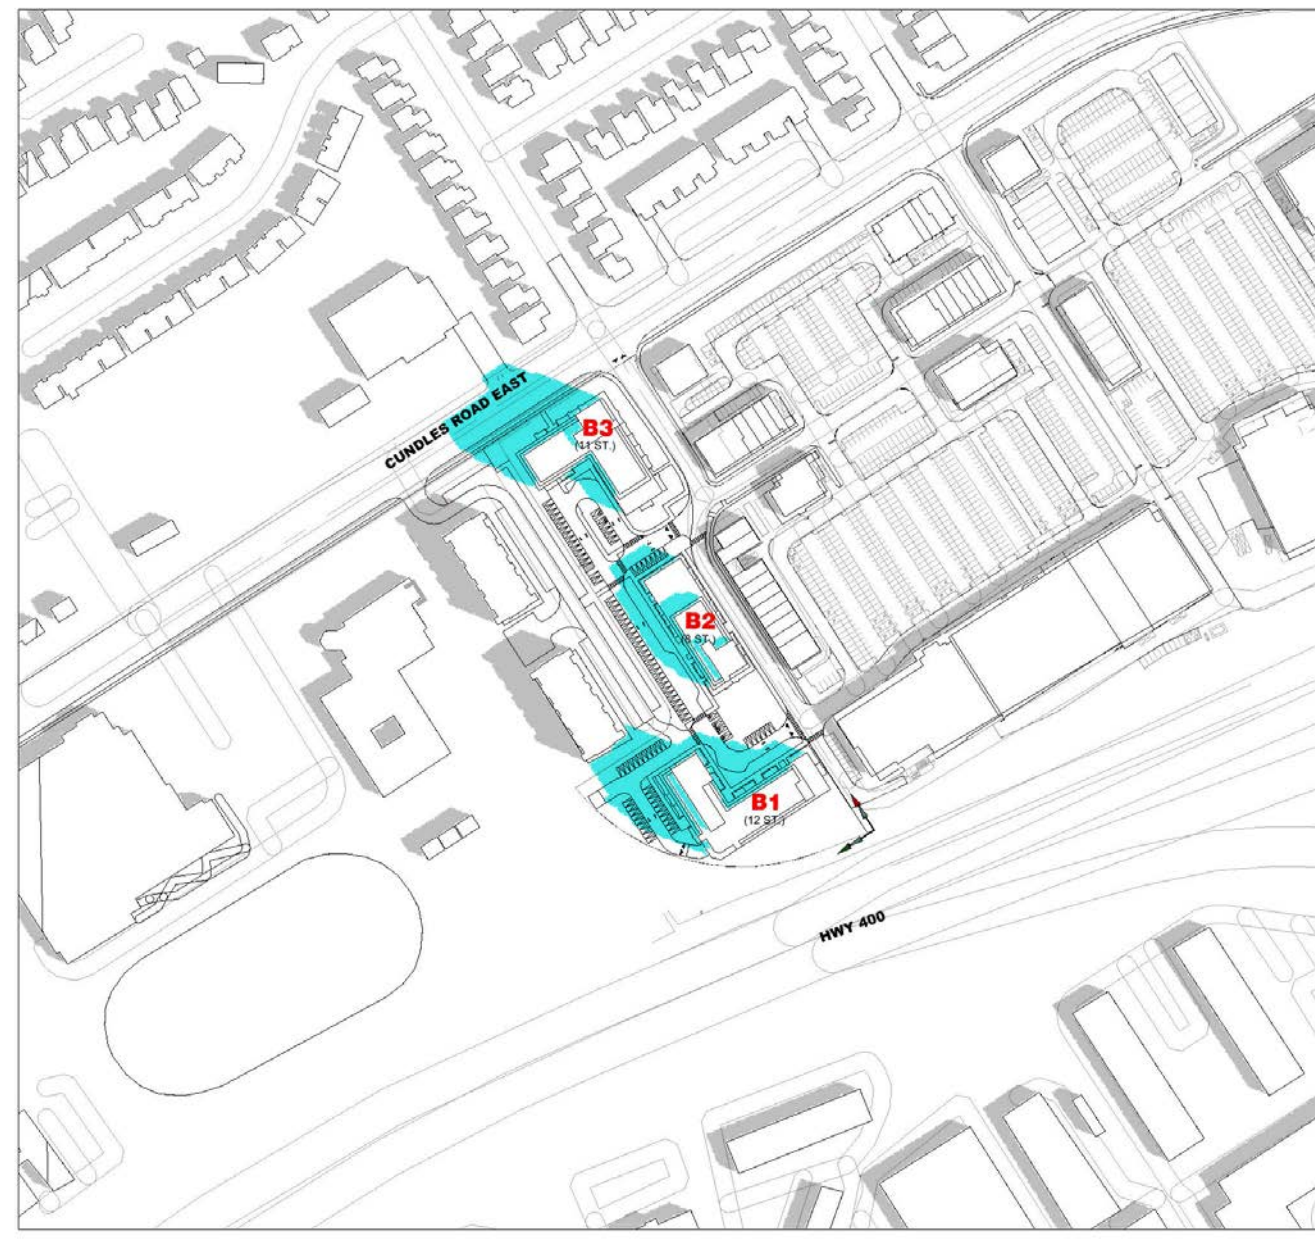 CUNDLES ROAD EAST
B3
(11 ST.)
B2
(8 ST.)
B1
(12 ST.)
HWY 400